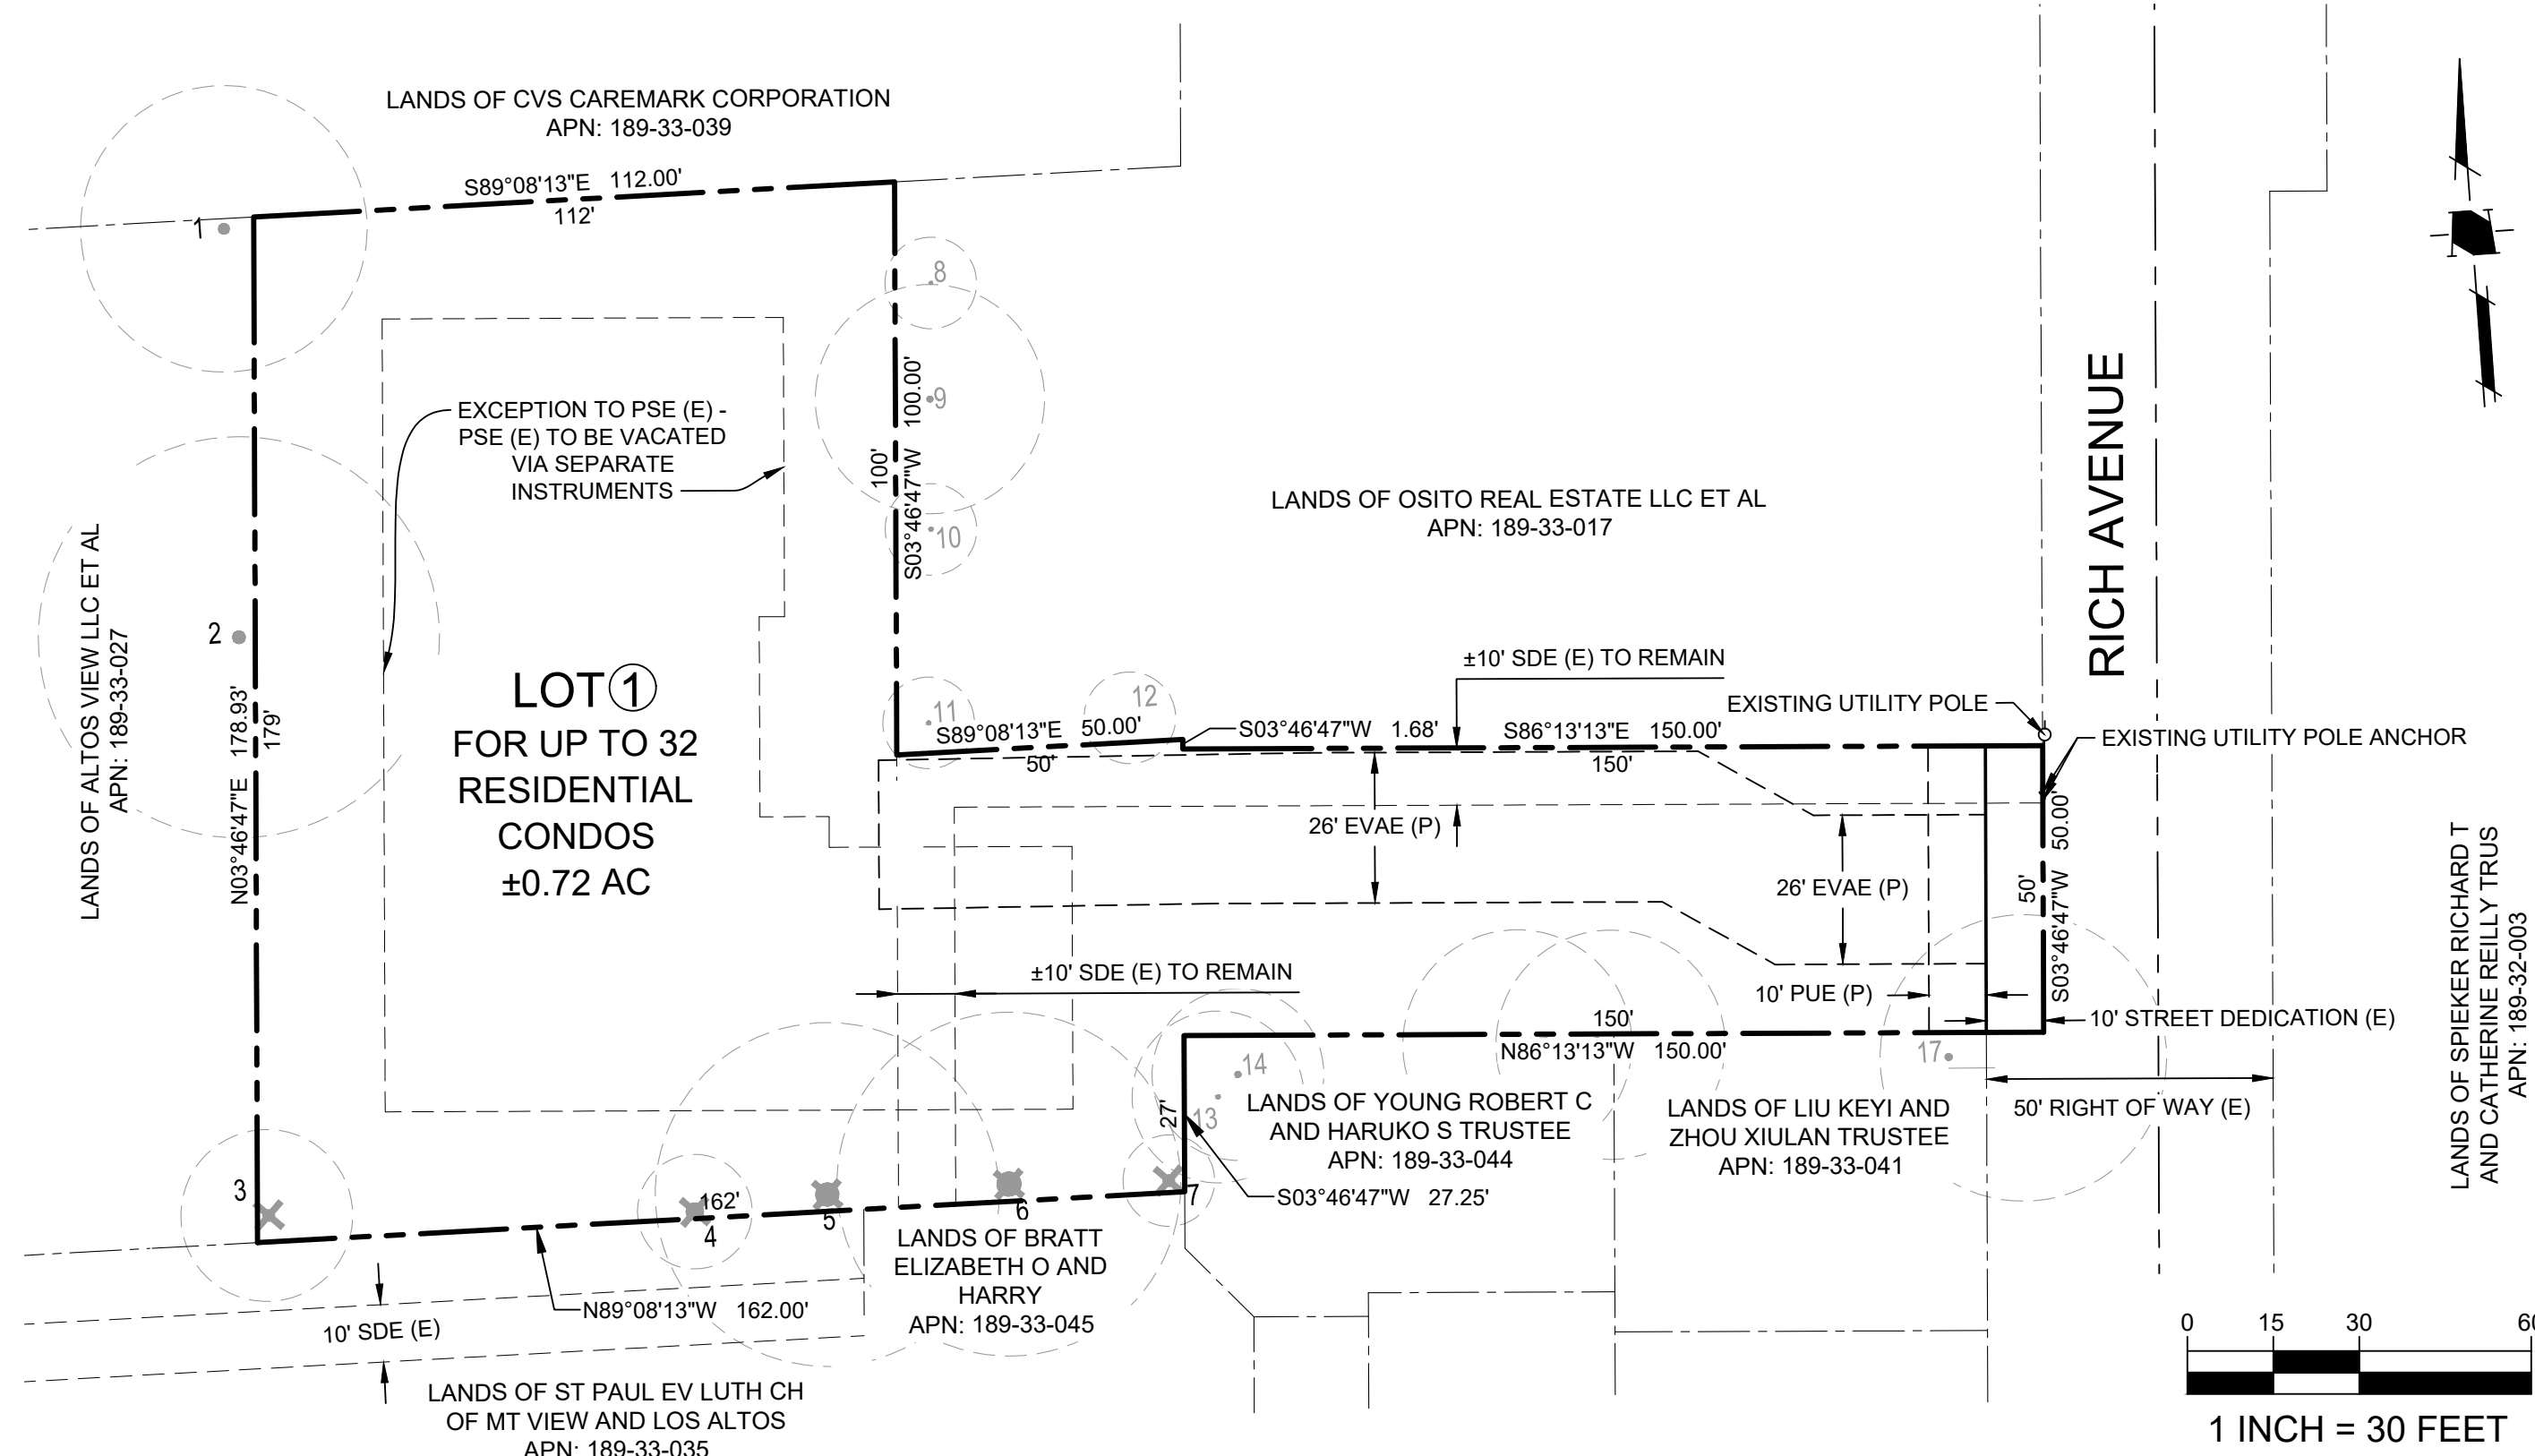 LANDS OF CVS CAREMARK CORPORATION
APN: 189-33-039
S89°08'13"E 112.00'
112'
1
8
9
10
S03°46'47"W 100.00'
100'
EXCEPTION TO PSE (E) -
PSE (E) TO BE VACATED
VIA SEPARATE
INSTRUMENTS
LANDS OF OSITO REAL ESTATE LLC ET AL
APN: 189-33-017
RICH AVENUE
LANDS OF ALTOS VIEW LLC ET AL
APN: 189-33-027
2
N03°46'47"E 178.93'
179'
LOT 1
FOR UP TO 32
RESIDENTIAL
CONDOS
±0.72 AC
11
12
S89°08'13"E 50.00'
50'
S03°46'47"W 1.68'
±10' SDE (E) TO REMAIN
S86°13'13"E 150.00'
150'
EXISTING UTILITY POLE
EXISTING UTILITY POLE ANCHOR
26' EVAE (P)
26' EVAE (P)
50'
S03°46'47"W 50.00'
LANDS OF SPIEKER RICHARD T
AND CATHERINE REILLY TRUS
APN: 189-32-003
±10' SDE (E) TO REMAIN
10' PUE (P)
10' STREET DEDICATION (E)
150'
N86°13'13"W 150.00'
17
14
13
27'
LANDS OF YOUNG ROBERT C
AND HARUKO S TRUSTEE
APN: 189-33-044
LANDS OF LIU KEYI AND
ZHOU XIULAN TRUSTEE
APN: 189-33-041
50' RIGHT OF WAY (E)
3
162'
4
5
6
7
S03°46'47"W 27.25'
LANDS OF BRATT
ELIZABETH O AND
HARRY
APN: 189-33-045
N89°08'13"W 162.00'
10' SDE (E)
LANDS OF ST PAUL EV LUTH CH
OF MT VIEW AND LOS ALTOS
APN: 189-33-035
0 15 30
1 INCH = 30 FEET